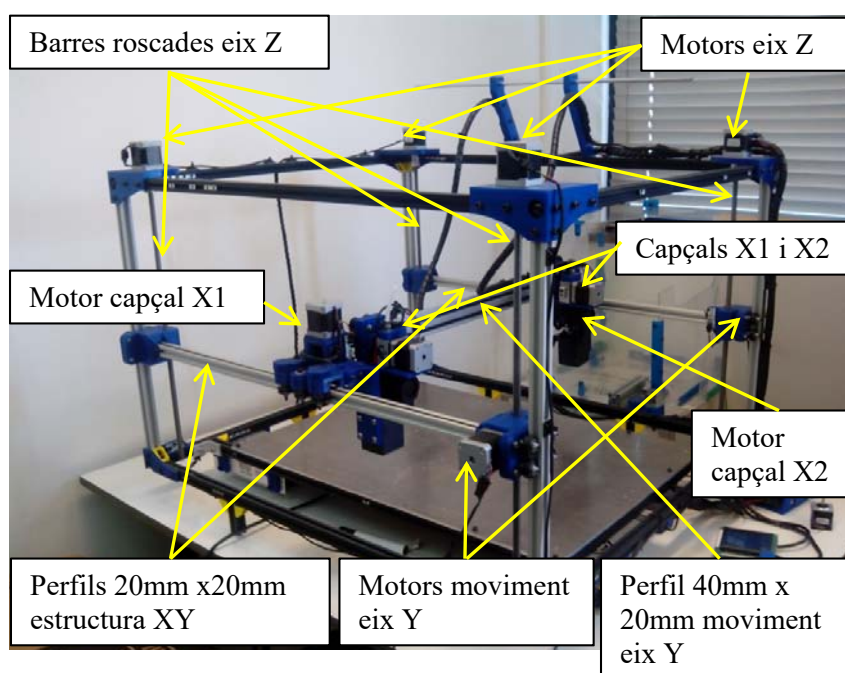 Barres roscades eix Z
Motors eix Z
Capçals X1 i X2
Motor capçal X1
Motor
capçal X2
Perfils 20mm x20mm
estructura XY
Motors moviment
eix Y
Perfil 40mm x
20mm moviment
eix Y